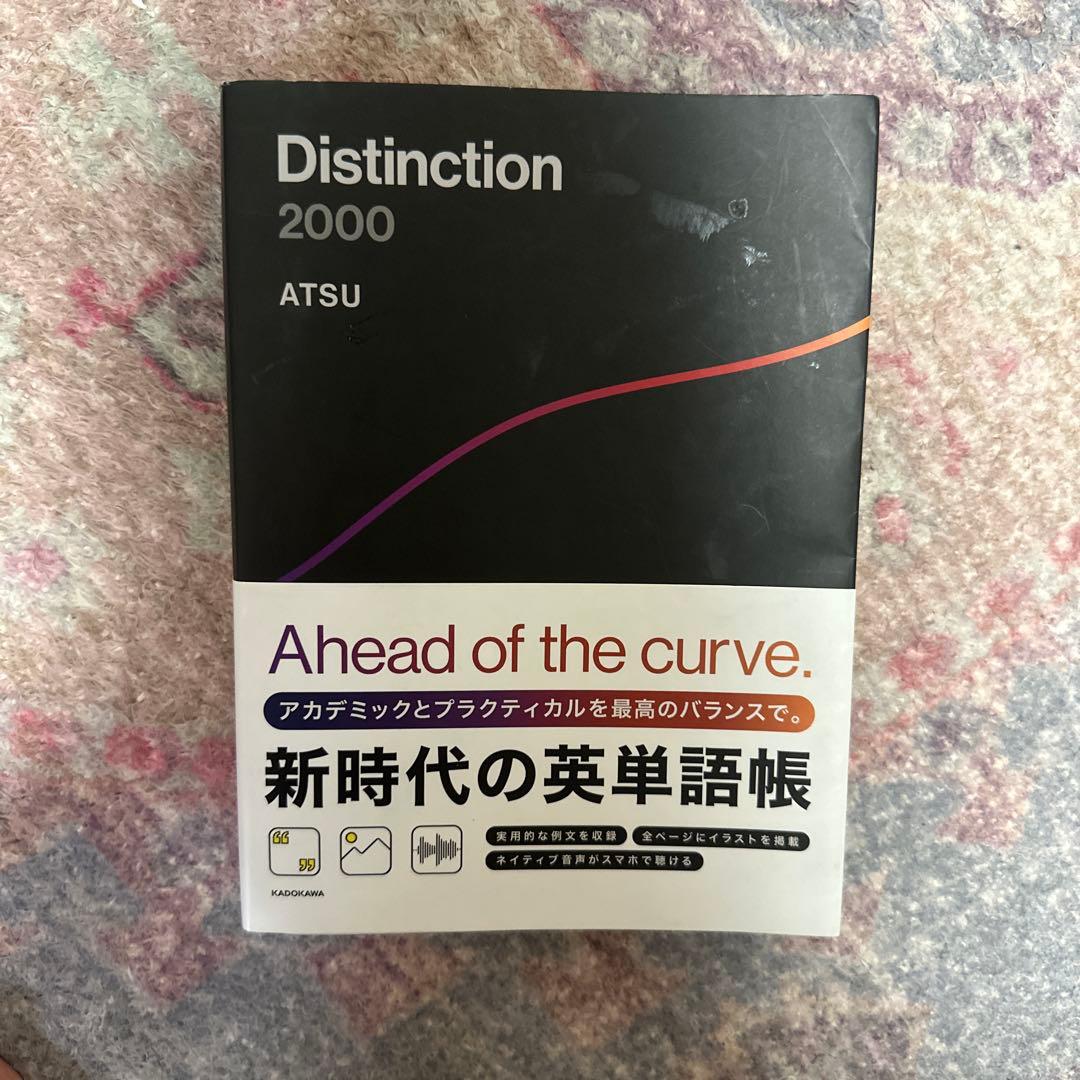 Distinction
2000
ATSU
Ahead of the curve.
アカデミックとプラクティカルを最高のバランスで。
新時代の英単語帳
実用的な例文を収録 全ページにイラストを掲載
ネイティブ音声がスマホで聴ける
KADOKAWA